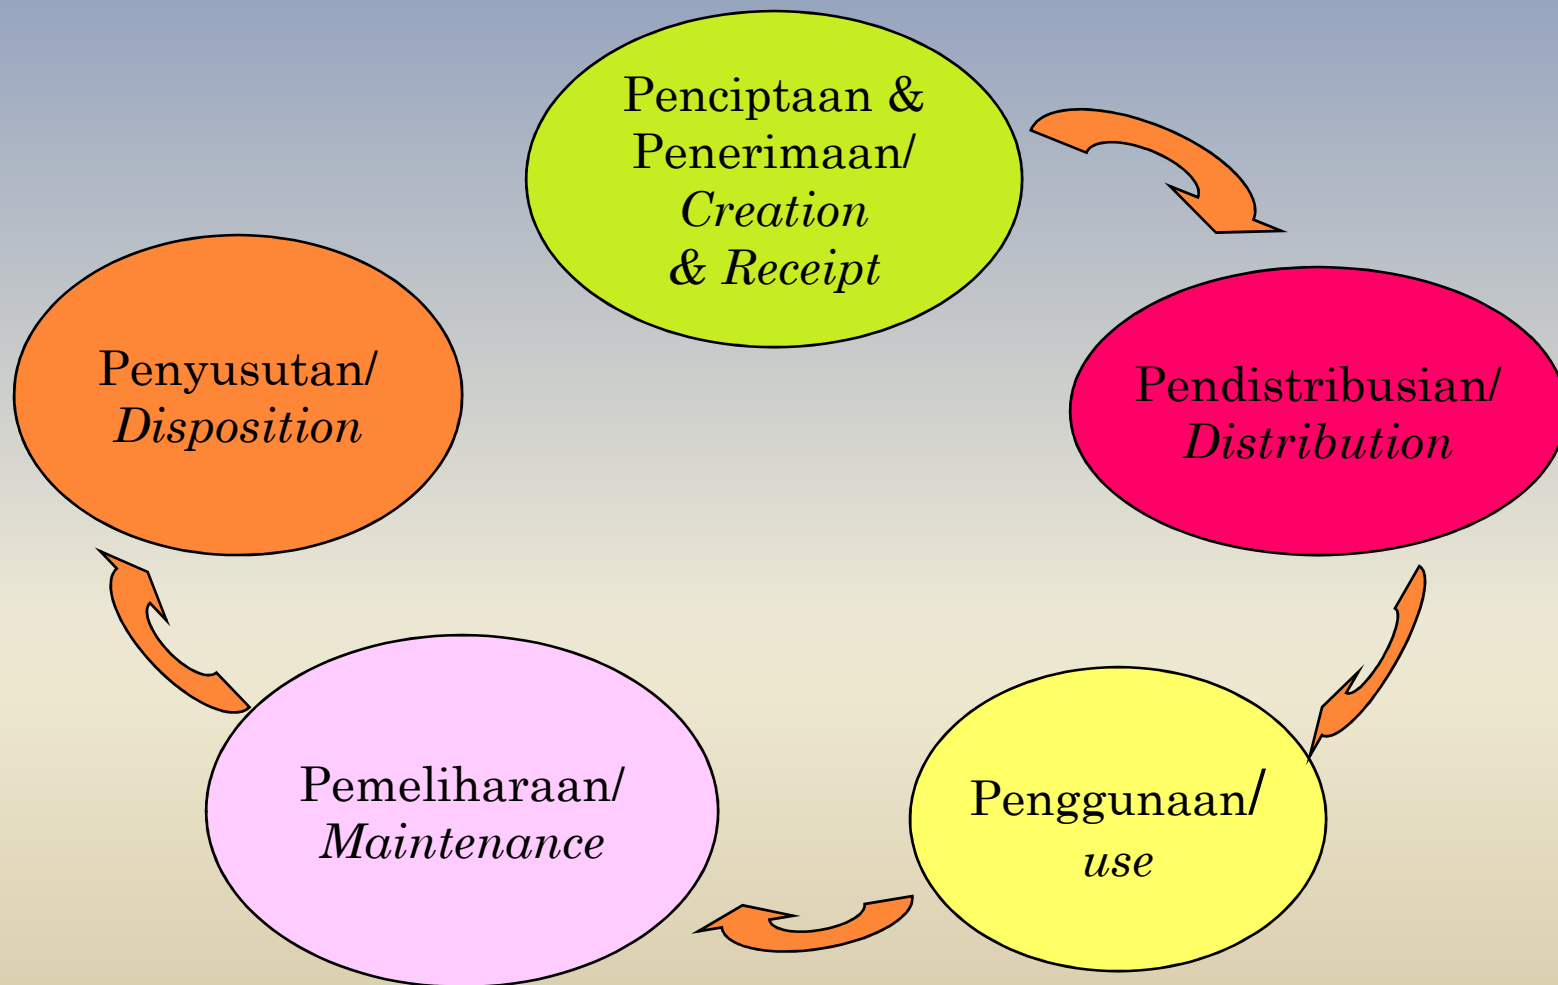 Penciptaan &
Penerimaan/
Creation
& Receipt
Pendistribusian/
Distribution
Penggunaan/
use
Pemeliharaan/
Maintenance
Penyusutan/
Disposition